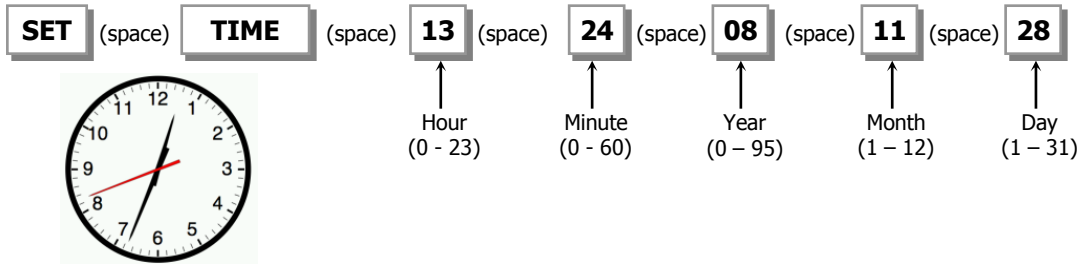 SET (space) TIME (space) 13 (space) 24 (space) 08 (space) 11 (space) 28
Hour Minute Year Month Day
(0 - 23) (0 - 60) (0 – 95) (1 – 12) (1 – 31)
12
11 1
10 2
9 3
8 4
7 5
6